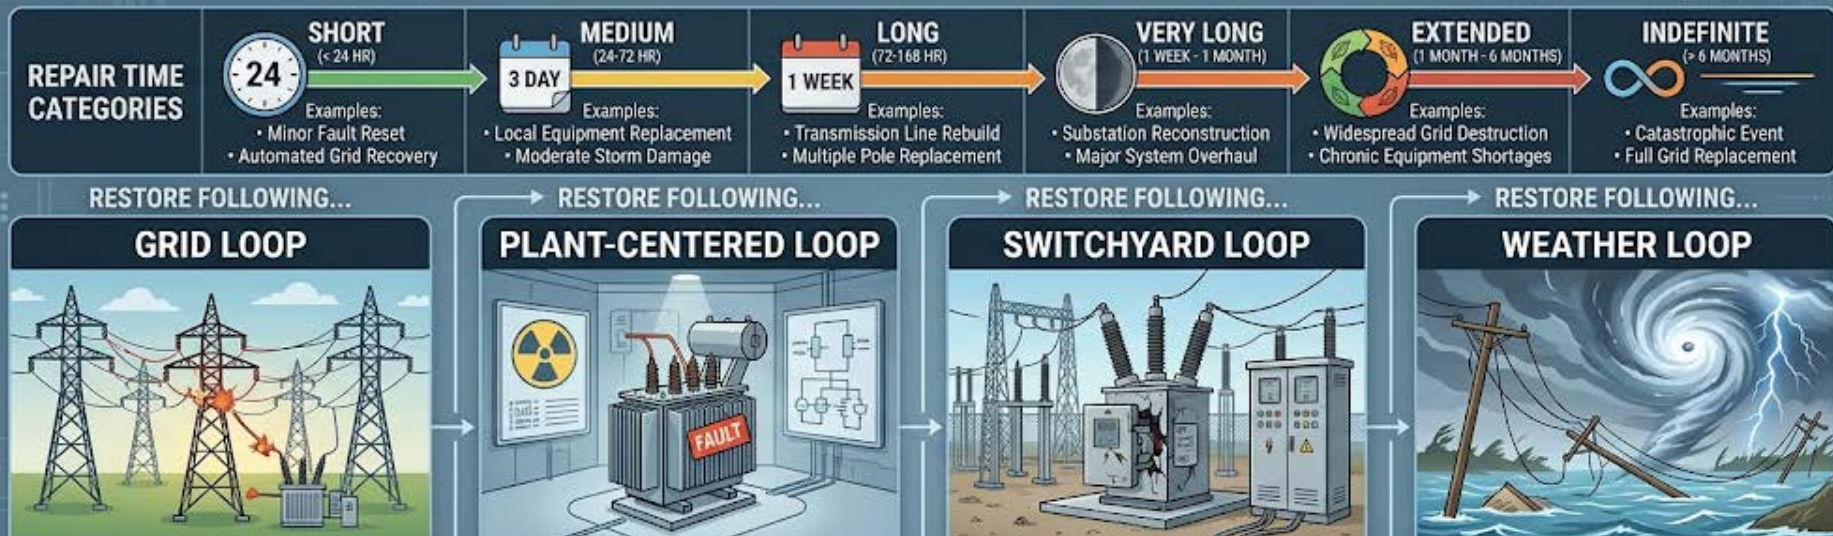 REPAIR TIME
CATEGORIES
24
SHORT
(< 24 HR)
Examples:
• Minor Fault Reset
• Automated Grid Recovery
3 DAY
MEDIUM
(24-72 HR)
Examples:
• Local Equipment Replacement
• Moderate Storm Damage
1 WEEK
LONG
(72-168 HR)
Examples:
• Transmission Line Rebuild
• Multiple Pole Replacement
VERY LONG
(1 WEEK - 1 MONTH)
Examples:
• Substation Reconstruction
• Major System Overhaul
EXTENDED
(1 MONTH - 6 MONTHS)
Examples:
• Widespread Grid Destruction
• Chronic Equipment Shortages
INDEFINITE
(> 6 MONTHS)
Examples:
• Catastrophic Event
• Full Grid Replacement
RESTORE FOLLOWING...
GRID LOOP
RESTORE FOLLOWING...
PLANT-CENTERED LOOP
FAULT
RESTORE FOLLOWING...
SWITCHYARD LOOP
RESTORE FOLLOWING...
WEATHER LOOP